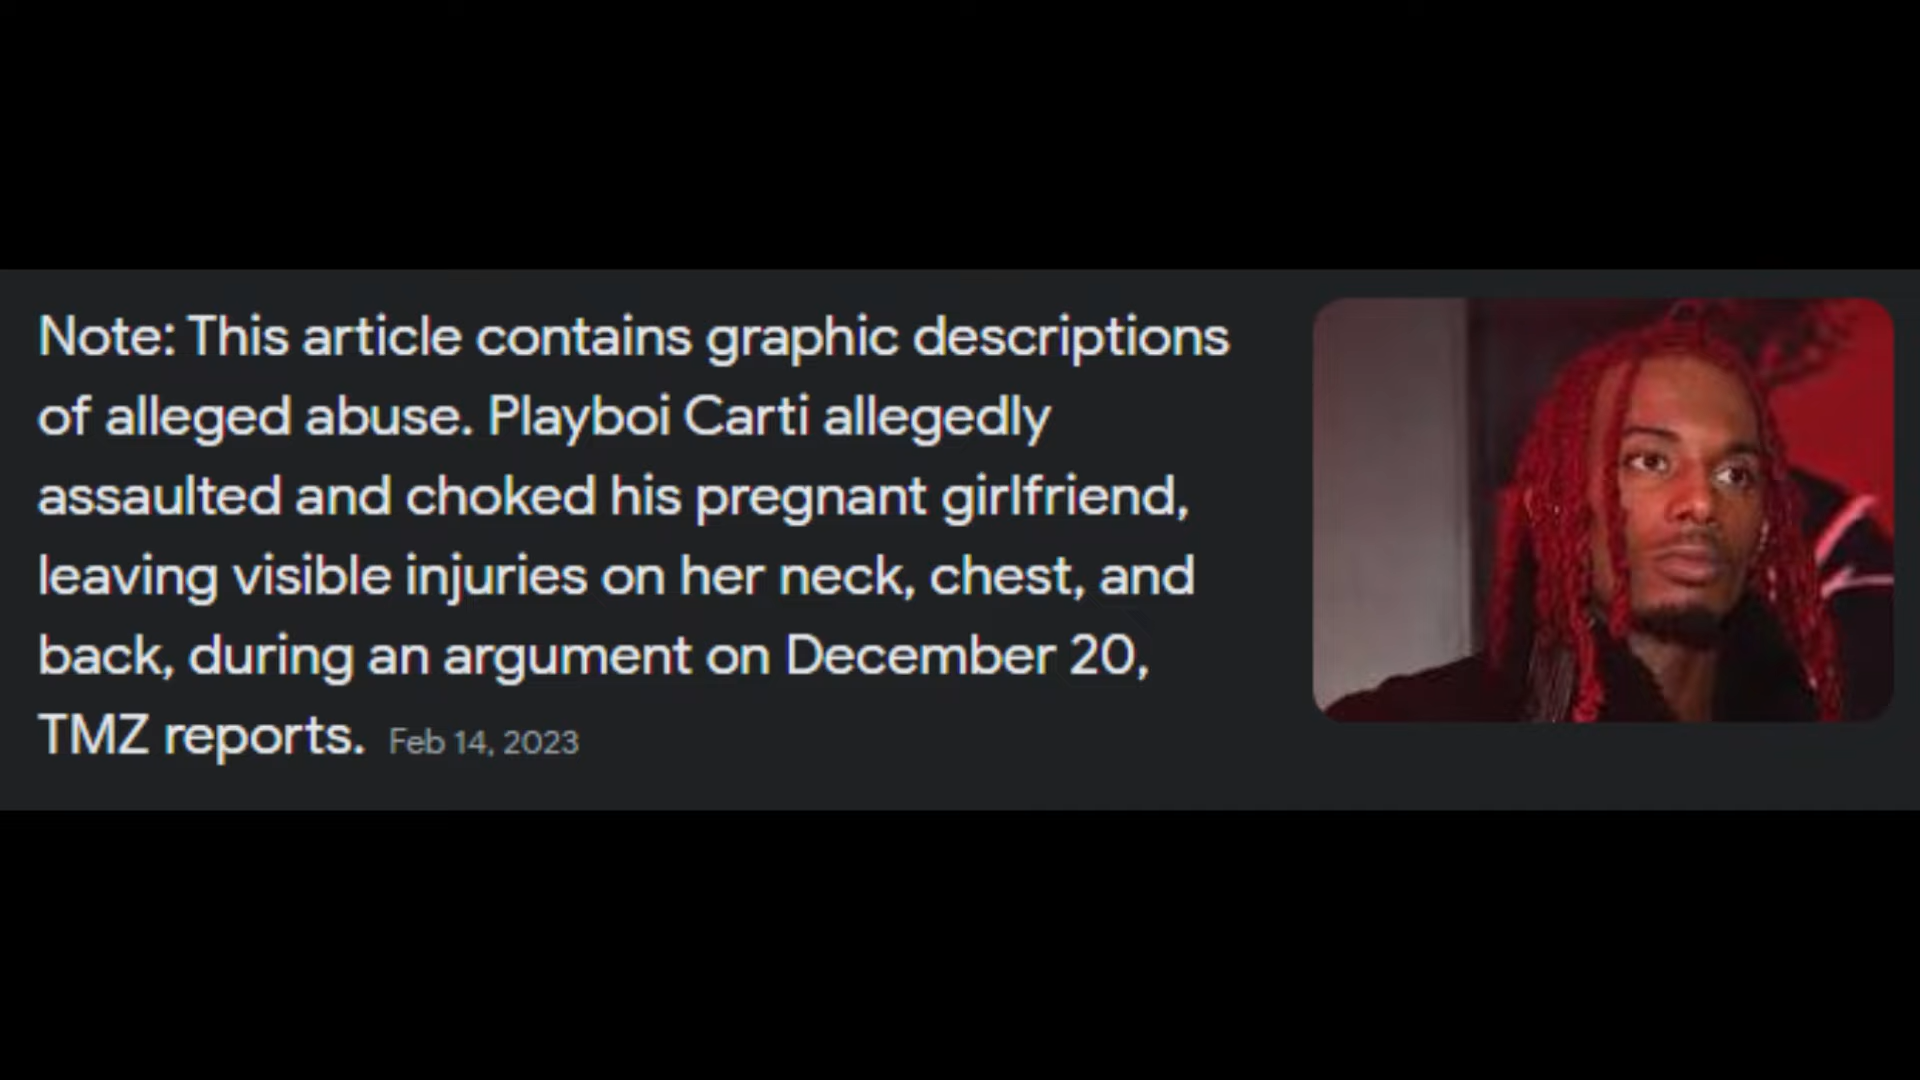 Note: This article contains graphic descriptions
of alleged abuse. Playboi Carti allegedly
assaulted and choked his pregnant girlfriend,
leaving visible injuries on her neck, chest, and
back, during an argument on December 20,
TMZ reports. Feb 14, 2023